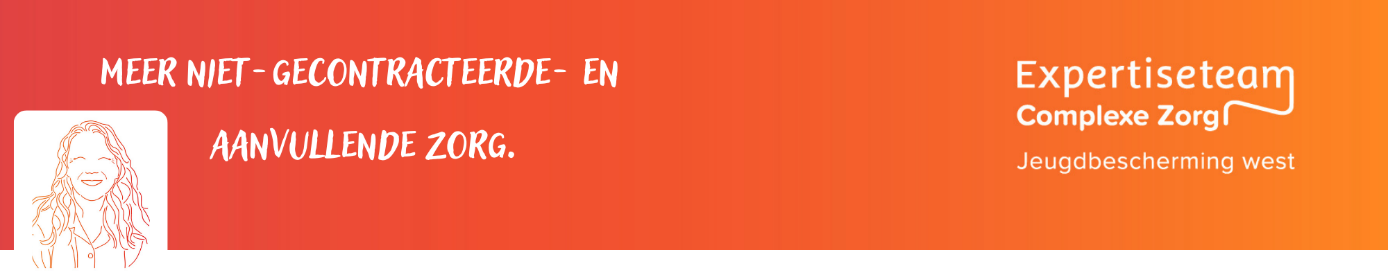 MEER NIET-GECONTRACTEERDE- EN
AANVULLENDE ZORG.
Expertiseteam
Complexe Zorg
Jeugdbescherming west